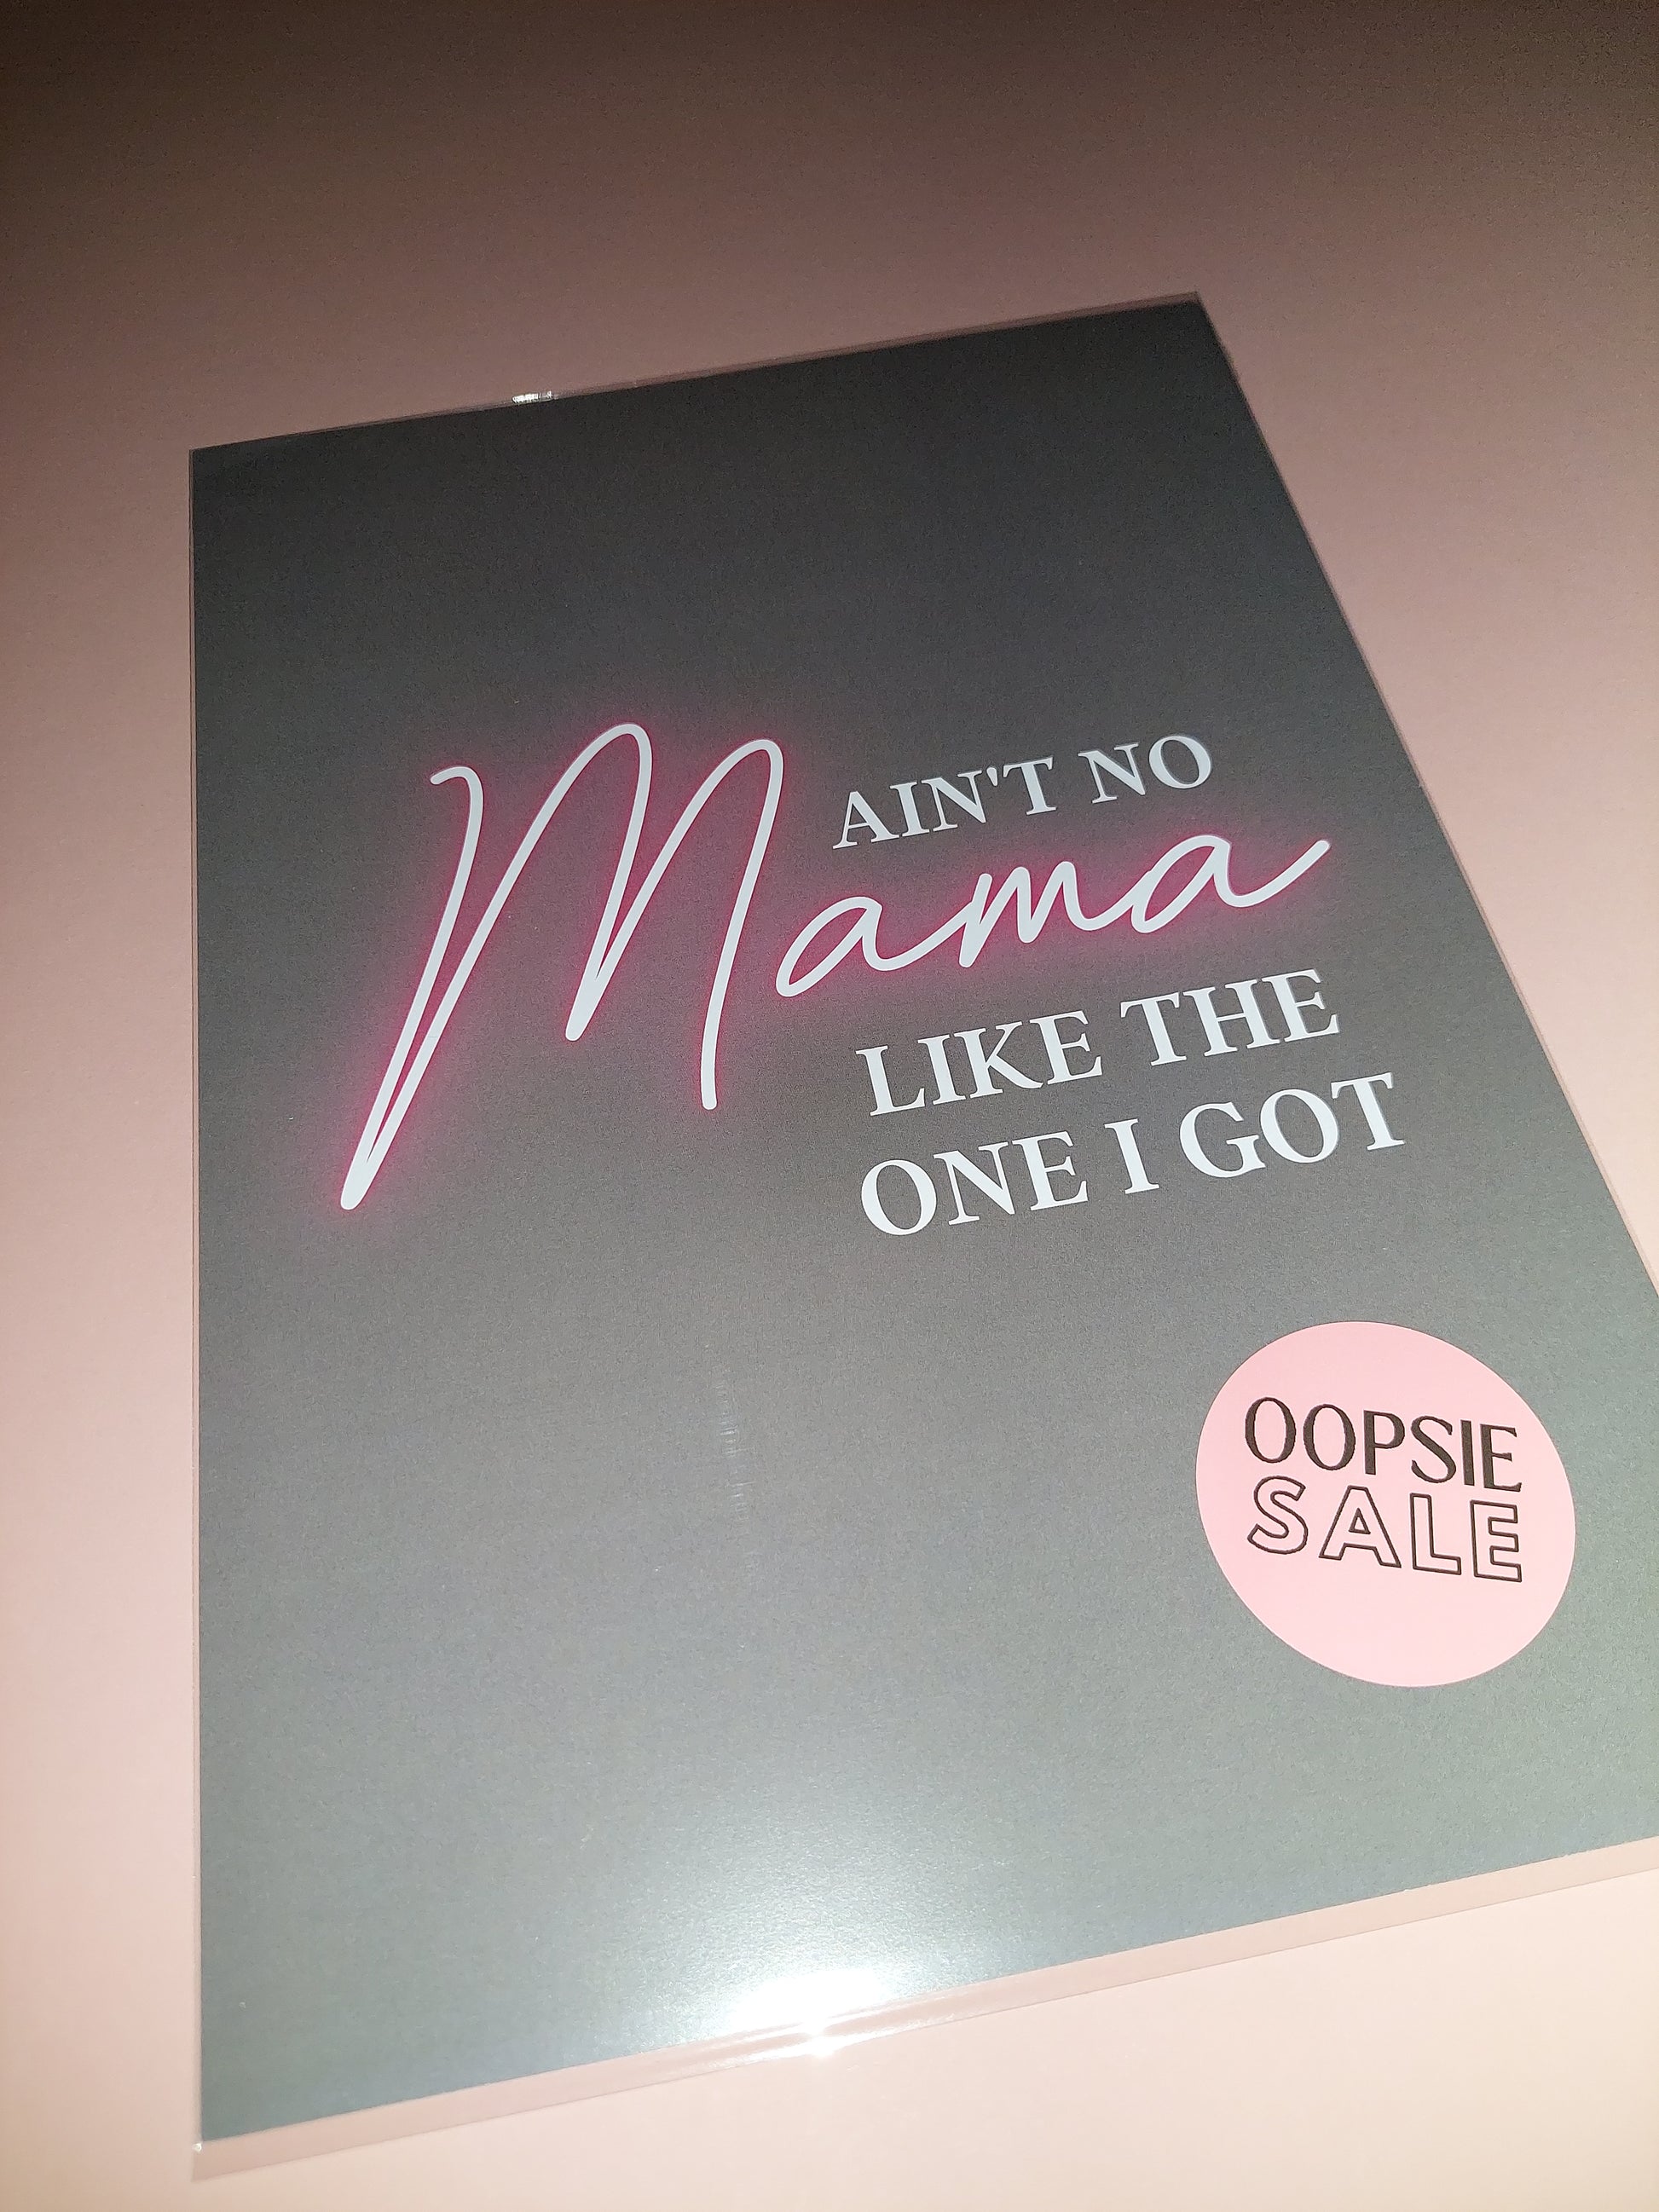 AIN'T NO
Mama
LIKE THE
ONE I GOT
OOPSIE
SALE